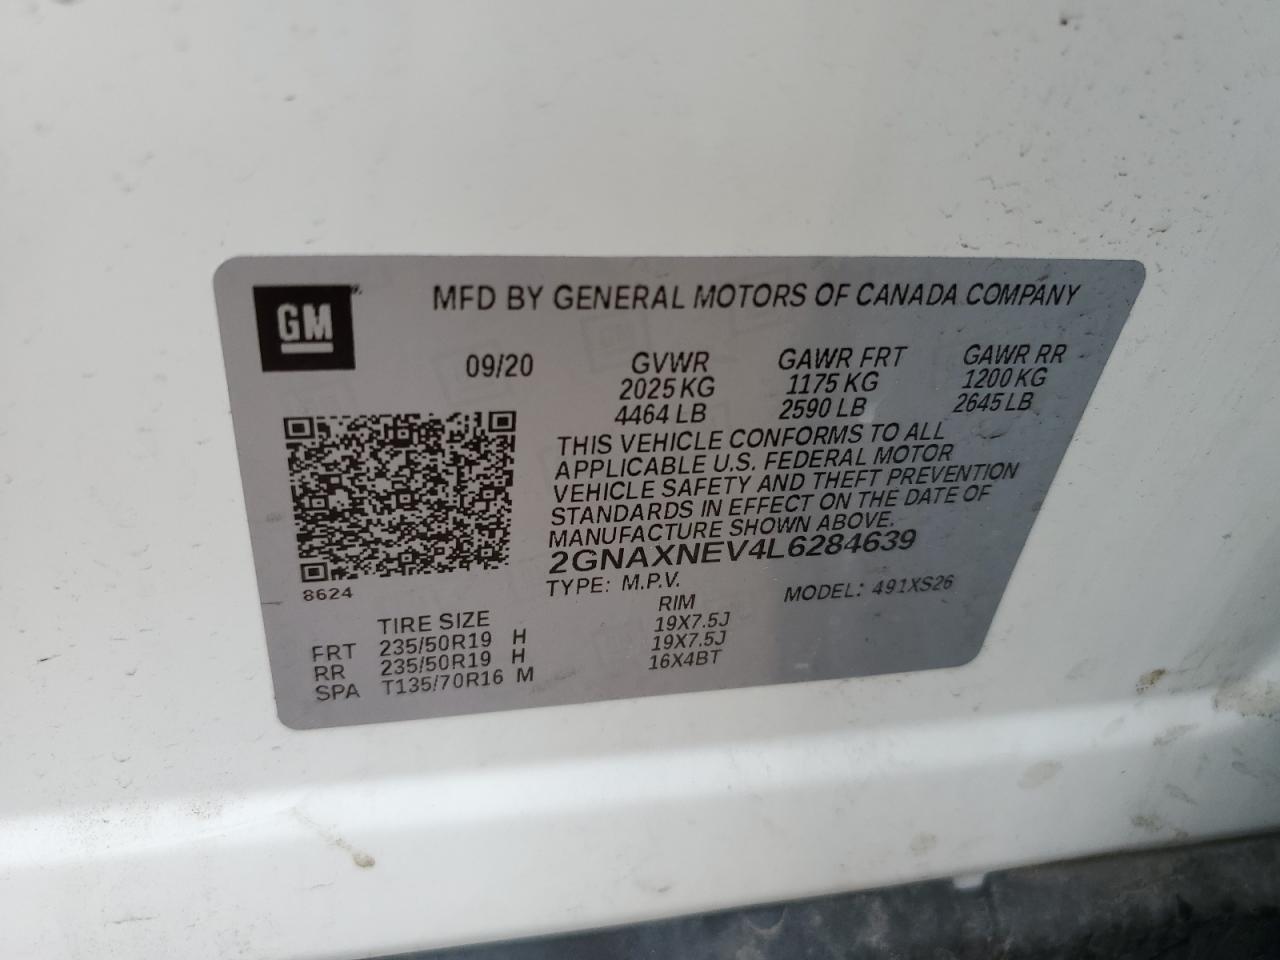 GM
MFD BY GENERAL MOTORS OF CANADA COMPANY
09/20 GVWR GAWR FRT GAWR RR
2025 KG 1175 KG 1200 KG
4464 LB 2590 LB 2645 LB
THIS VEHICLE CONFORMS TO ALL
APPLICABLE U.S. FEDERAL MOTOR
VEHICLE SAFETY AND THEFT PREVENTION
STANDARDS IN EFFECT ON THE DATE OF
MANUFACTURE SHOWN ABOVE.
2GNAXNEV4L6284639
8624 TYPE: M.P.V. MODEL: 491XS26
TIRE SIZE RIM
FRT 235/50R19 H 19X7.5J
RR 235/50R19 H 19X7.5J
SPA T135/70R16 M 16X4BT